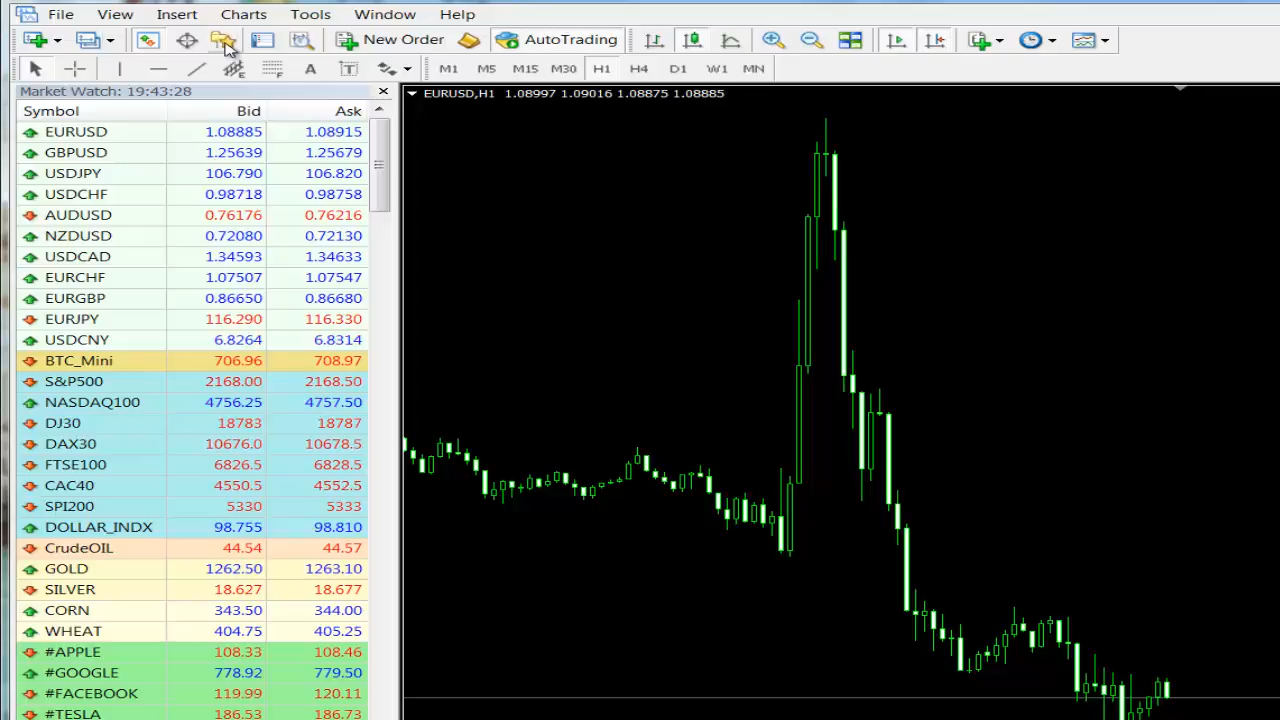 File View Insert Charts Tools Window Help
New Order AutoTrading
E F A T M1 M5 M15 M30 H1 H4 D1 W1 MN
Market Watch: 19:43:28
EURUSD,H1 1.08997 1.09016 1.08875 1.08885
Symbol Bid Ask
EURUSD 1.08885 1.08915
GBPUSD 1.25639 1.25679
USDJPY 106.790 106.820
USDCHF 0.98718 0.98758
AUDUSD 0.76176 0.76216
NZDUSD 0.72080 0.72130
USDCAD 1.34593 1.34633
EURCHF 1.07507 1.07547
EURGBP 0.86650 0.86680
EURJPY 116.290 116.330
USDCNY 6.8264 6.8314
BTC_Mini 706.96 708.97
S&P500 2168.00 2168.50
NASDAQ100 4756.25 4757.50
DJ30 18783 18787
DAX30 10676.0 10678.5
FTSE100 6826.5 6828.5
CAC40 4550.5 4552.5
SPI200 5330 5333
DOLLAR_INDX 98.755 98.810
CrudeOIL 44.54 44.57
GOLD 1262.50 1263.10
SILVER 18.627 18.677
CORN 343.50 344.00
WHEAT 404.75 405.25
#APPLE 108.33 108.46
#GOOGLE 778.92 779.50
#FACEBOOK 119.99 120.11
#TESLA 186.53 186.73